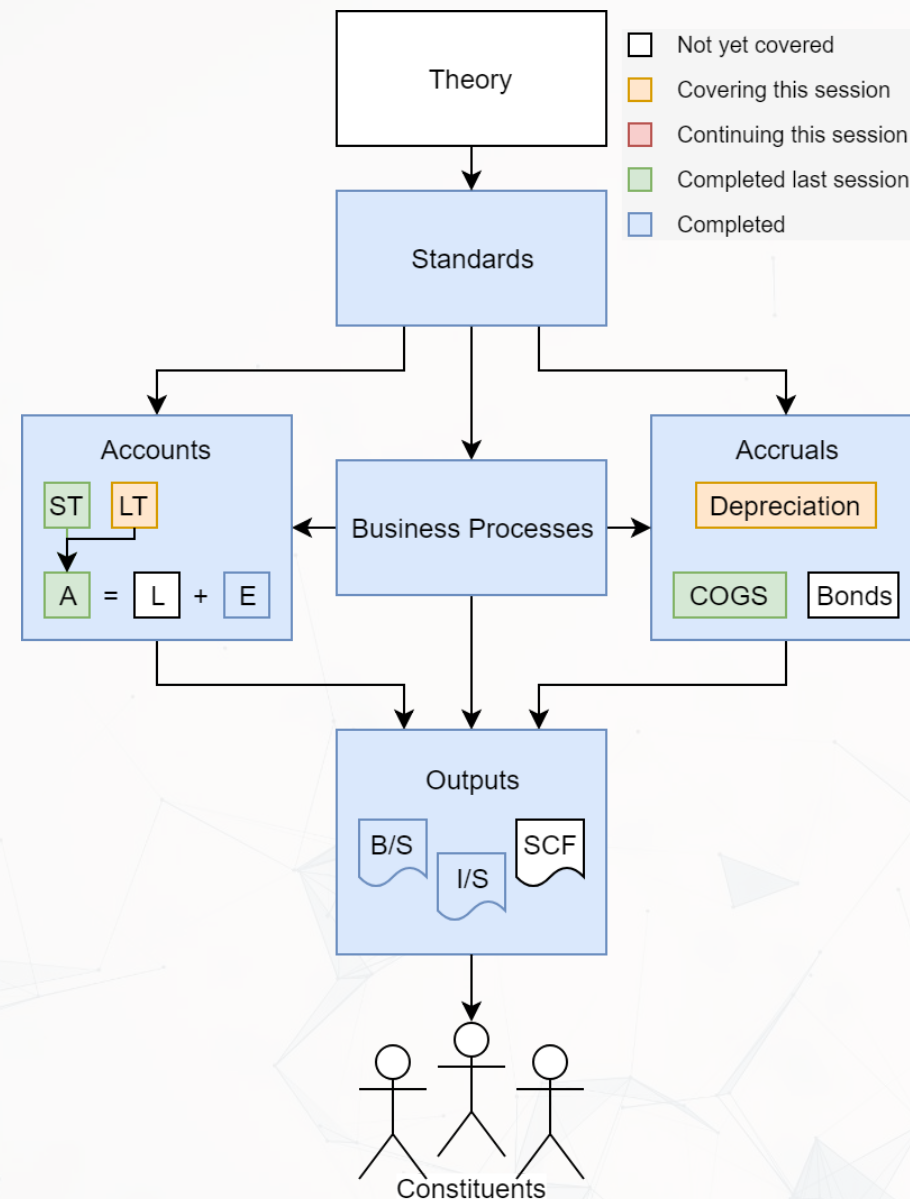 Theory
Not yet covered
Covering this session
Continuing this session
Completed last session
Completed
Standards
Accounts
ST LT
A = L + E
Business Processes
Accruals
Depreciation
COGS Bonds
Outputs
B/S I/S SCF
Constituents